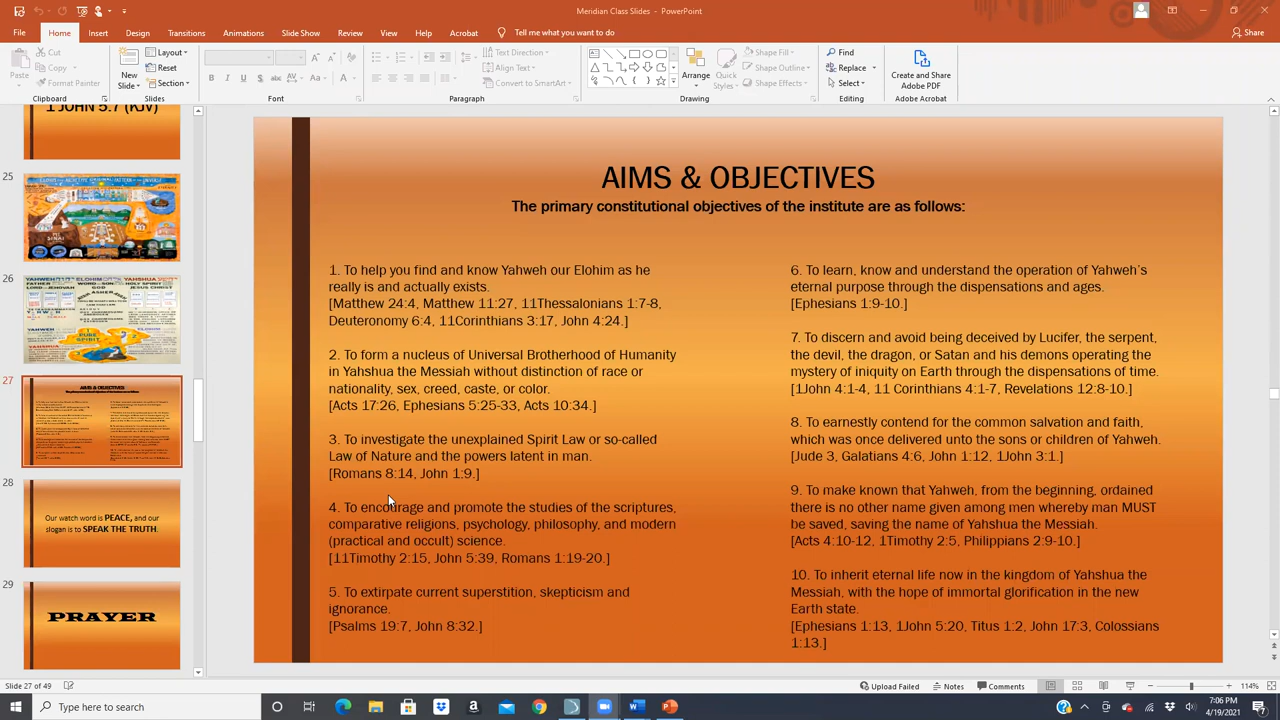 Meridian Class Slides - PowerPoint
File Home Insert Design Transitions Animations Slide Show Review View Help Acrobat Tell me what you want to do Share
Paste
Cut
Copy
Format Painter
Clipboard
New
Slide
Layout
Reset
Section
Slides
B I U S abc AV Aa A
Font
Text Direction
Align Text
Convert to SmartArt
Paragraph
Arrange
Quick
Styles
Shape Fill
Shape Outline
Shape Effects
Drawing
Find
Replace
Select
Editing
Create and Share
Adobe PDF
Adobe Acrobat
1 JOHN 5:7 (KJV)
25
26
27
AIMS & OBJECTIVES
28
Our watch word is PEACE, and our
slogan is to SPEAK THE TRUTH.
29
PRAYER
AIMS & OBJECTIVES
The primary constitutional objectives of the institute are as follows:
1. To help you find and know Yahweh our Elohim as he
really is and actually exists.
[Matthew 24:4, Matthew 11:27, 11Thessalonians 1:7-8,
Deuteronomy 6:4, 11Corinthians 3:17, John 4:24.]
2. To form a nucleus of Universal Brotherhood of Humanity
in Yahshua the Messiah without distinction of race or
nationality, sex, creed, caste, or color.
[Acts 17:26, Ephesians 5:25-33, Acts 10:34.]
3. To investigate the unexplained Spirit Law or so-called
Law of Nature and the powers latent in man.
[Romans 8:14, John 1:9.]
4. To encourage and promote the studies of the scriptures,
comparative religions, psychology, philosophy, and modern
(practical and occult) science.
[11Timothy 2:15, John 5:39, Romans 1:19-20.]
5. To extirpate current superstition, skepticism and
ignorance.
[Psalms 19:7, John 8:32.]
6. To learn, know and understand the operation of Yahweh's
eternal purpose through the dispensations and ages.
[Ephesians 1:9-10.]
7. To discern and avoid being deceived by Lucifer, the serpent,
the devil, the dragon, or Satan and his demons operating the
mystery of iniquity on Earth through the dispensations of time.
[1John 4:1-4, 11 Corinthians 4:1-7, Revelations 12:8-10.]
8. To earnestly contend for the common salvation and faith,
which was once delivered unto the sons or children of Yahweh.
[Jude 3, Galatians 4:6, John 1:12, 1John 3:1.]
9. To make known that Yahweh, from the beginning, ordained
there is no other name given among men whereby man MUST
be saved, saving the name of Yahshua the Messiah.
[Acts 4:10-12, 1Timothy 2:5, Philippians 2:9-10.]
10. To inherit eternal life now in the kingdom of Yahshua the
Messiah, with the hope of immortal glorification in the new
Earth state.
[Ephesians 1:13, 1John 5:20, Titus 1:2, John 17:3, Colossians
1:13.]
Slide 27 of 49
Upload Failed Notes Comments 114%
Type here to search
7:06 PM
4/19/2021